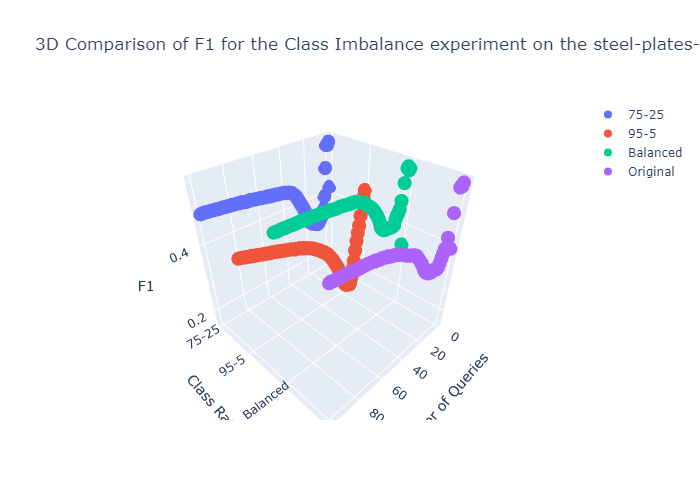 3D Comparison of F1 for the Class Imbalance experiment on the steel-plates-
75-25
95-5
Balanced
Original
F1
0.4
0.2
75-25
95-5
Balanced
Class
0
20
40
60
80
of Queries